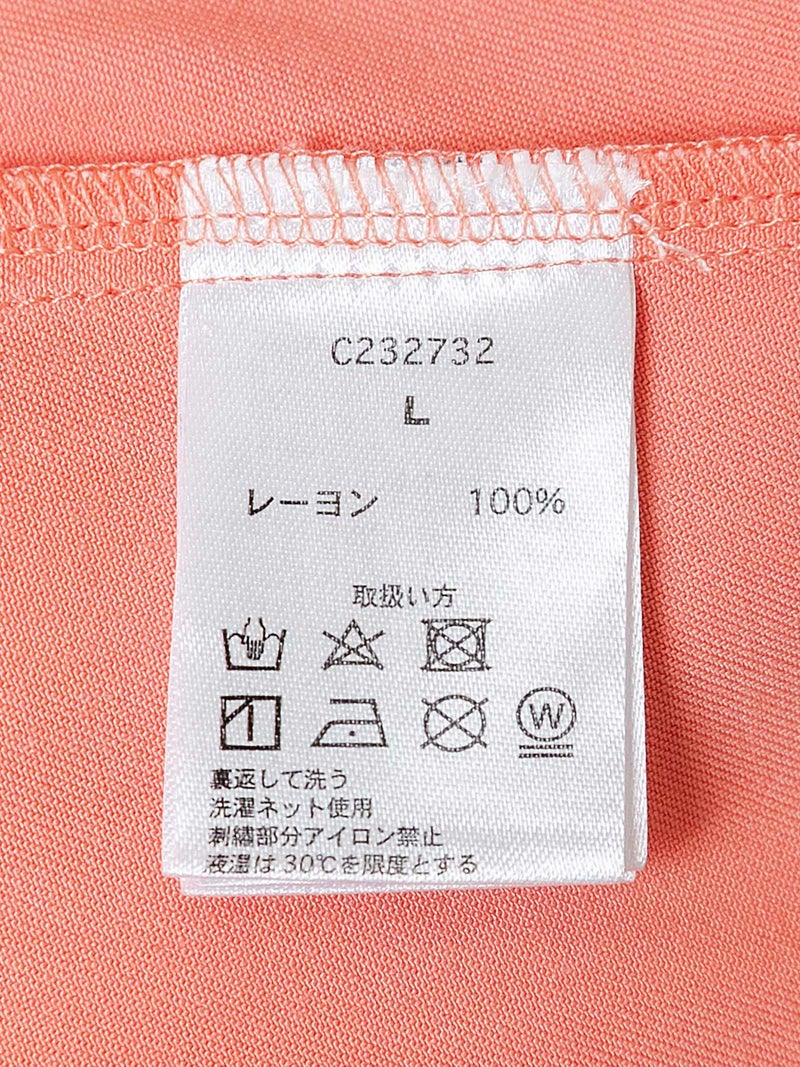 C232732
L
レーヨン 100%
取扱い方
W
裏返して洗う
洗濯ネット使用
刺繍部分アイロン禁止
液温は30℃を限度とする